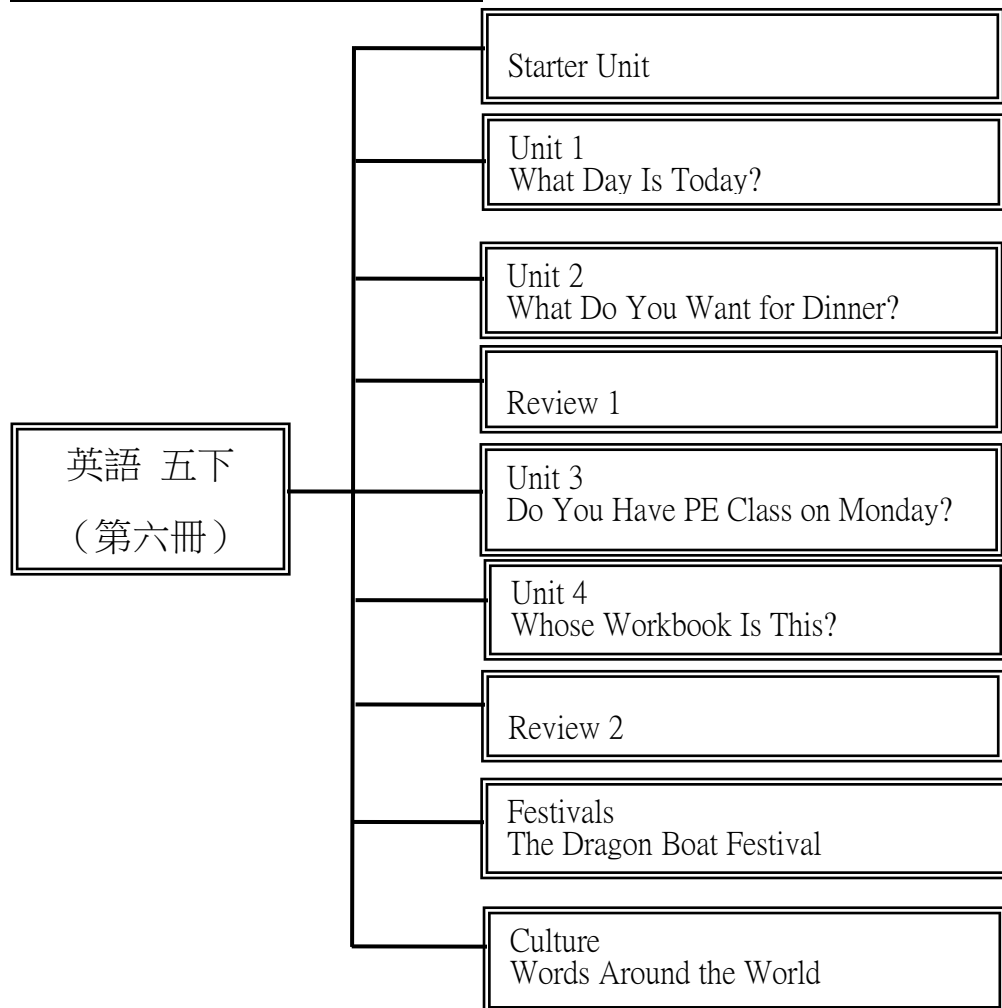 Starter Unit
Unit 1
What Day Is Today?
Unit 2
What Do You Want for Dinner?
Review 1
英語 五下
（第六冊）
Unit 3
Do You Have PE Class on Monday?
Unit 4
Whose Workbook Is This?
Review 2
Festivals
The Dragon Boat Festival
Culture
Words Around the World